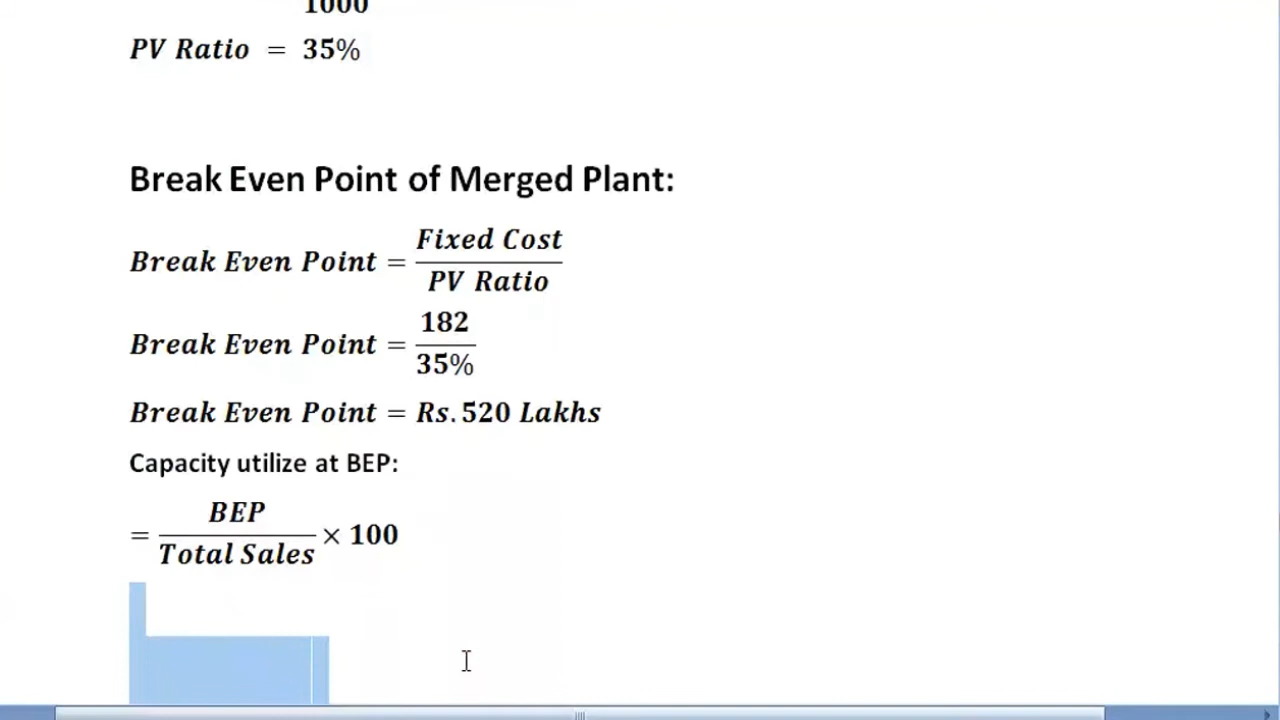 1000
PV Ratio = 35%
Break Even Point of Merged Plant:
Break Even Point = Fixed Cost / PV Ratio
Break Even Point = 182 / 35%
Break Even Point = Rs. 520 Lakhs
Capacity utilize at BEP:
= BEP / Total Sales × 100